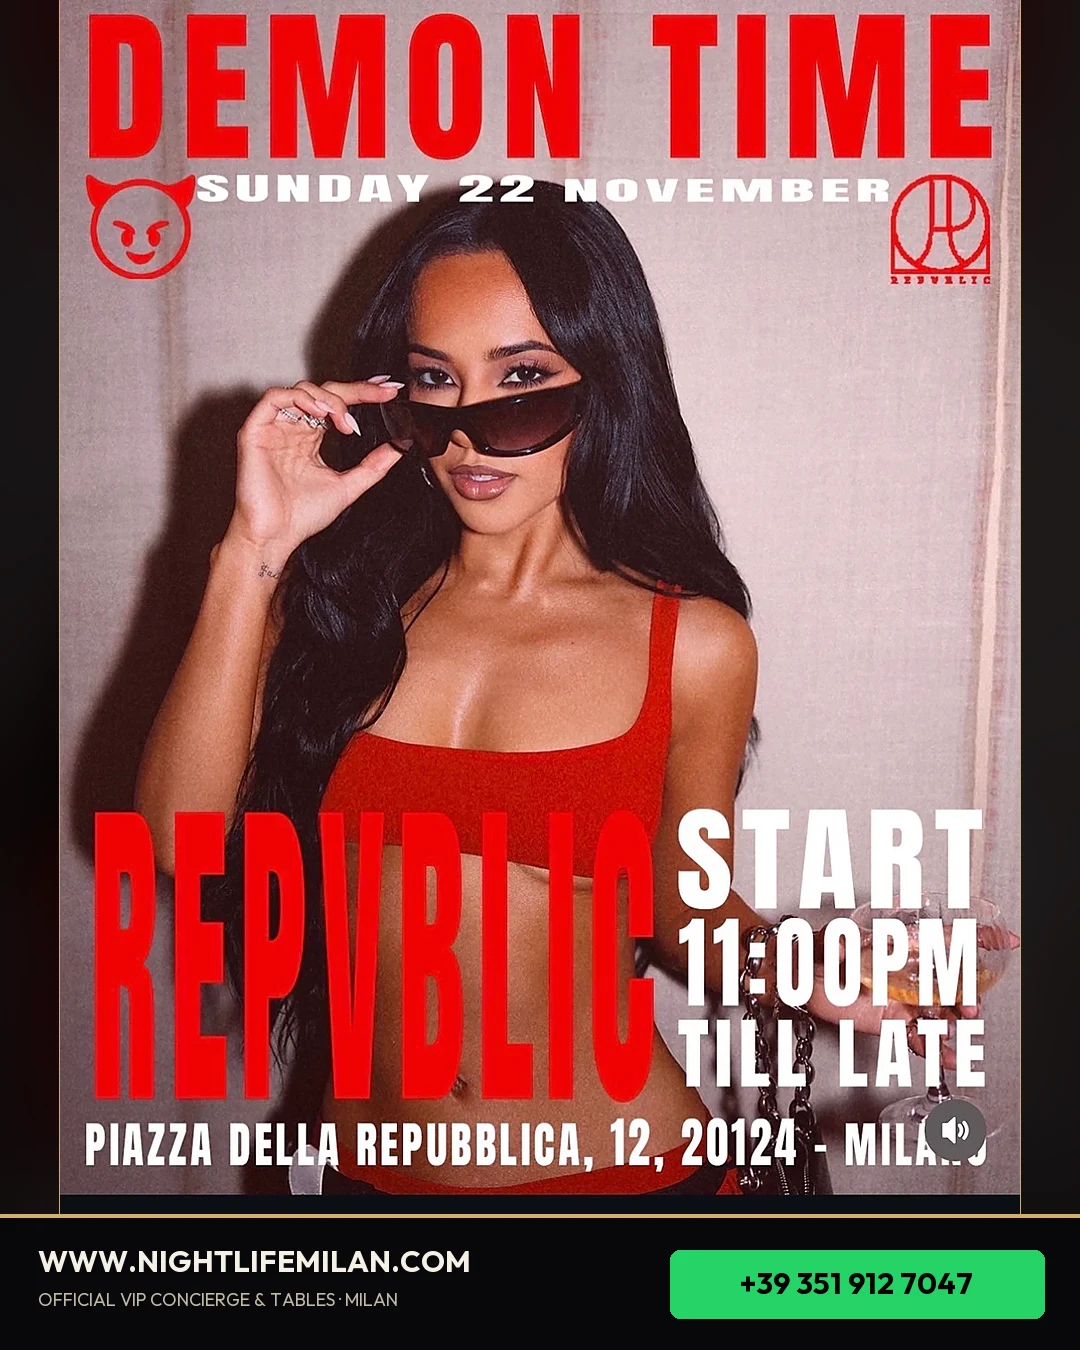 DEMON TIME
SUNDAY 22 NOVEMBER
REPVBLIC
REPVBLIC
START
11:00PM
TILL LATE
PIAZZA DELLA REPUBBLICA, 12, 20124 - MILANO
WWW.NIGHTLIFEMILAN.COM
OFFICIAL VIP CONCIERGE & TABLES · MILAN
+39 351 912 7047